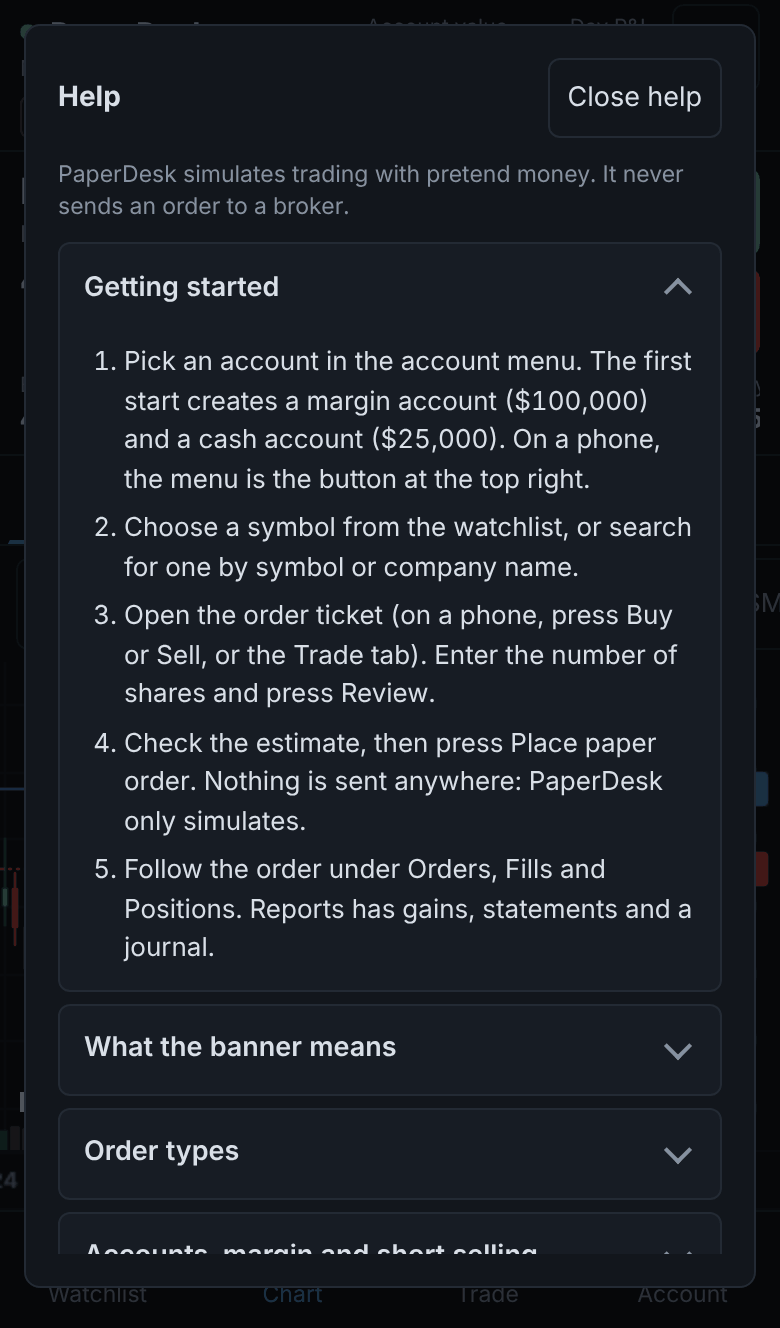 Help
Close help
PaperDesk simulates trading with pretend money. It never
sends an order to a broker.
Getting started
1. Pick an account in the account menu. The first
start creates a margin account ($100,000)
and a cash account ($25,000). On a phone,
the menu is the button at the top right.
2. Choose a symbol from the watchlist, or search
for one by symbol or company name.
3. Open the order ticket (on a phone, press Buy
or Sell, or the Trade tab). Enter the number of
shares and press Review.
4. Check the estimate, then press Place paper
order. Nothing is sent anywhere: PaperDesk
only simulates.
5. Follow the order under Orders, Fills and
Positions. Reports has gains, statements and a
journal.
What the banner means
Order types
Accounts, margin and short selling
Watchlist
Chart
Trade
Account